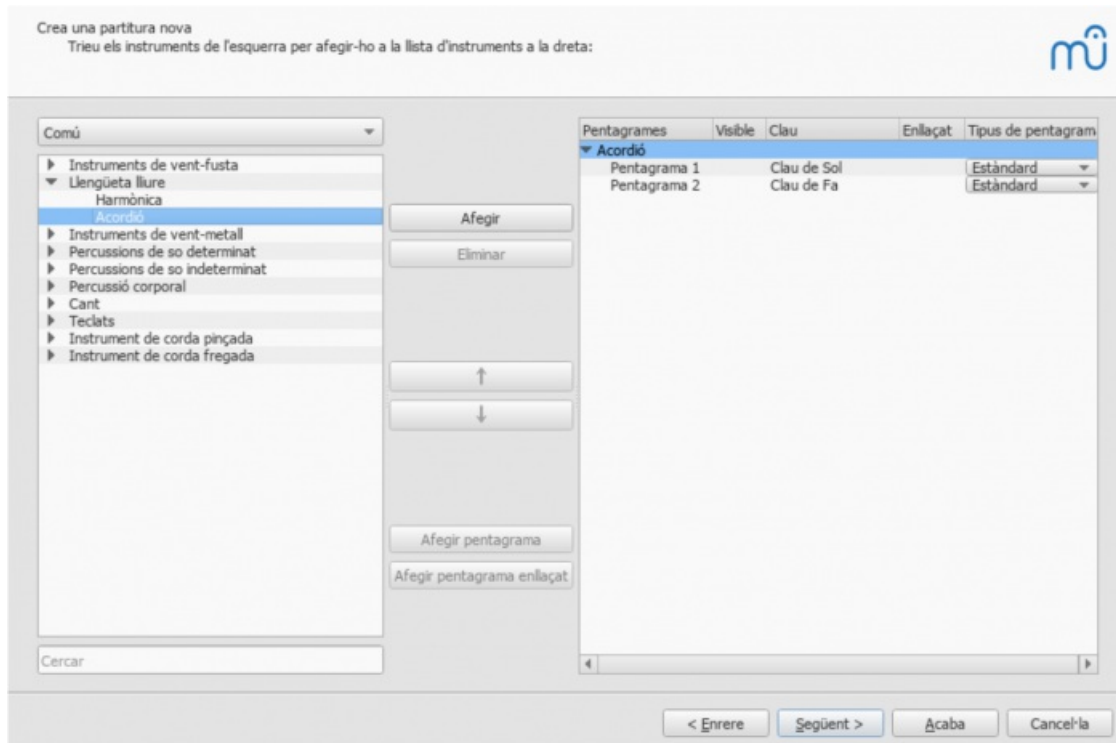 Crea una partitura nova
Trieu els instruments de l'esquerra per afegir-ho a la llista d'instruments a la dreta:
mû
Comú
Instruments de vent-fusta
Llengüeta lliure
Harmònica
Acordió
Instruments de vent-metall
Percussions de so determinat
Percussions de so indeterminat
Percussió corporal
Cant
Teclats
Instrument de corda pinçada
Instrument de corda fregada
Cercar
Afegir
Eliminar
↑
↓
Afegir pentagrama
Afegir pentagrama enllaçat
Pentagrames Visible Clau Enllaçat Tipus de pentagram
Acordió
Pentagrama 1 Clau de Sol Estàndard
Pentagrama 2 Clau de Fa Estàndard
< Enrere Següent > Acaba Cancel·la